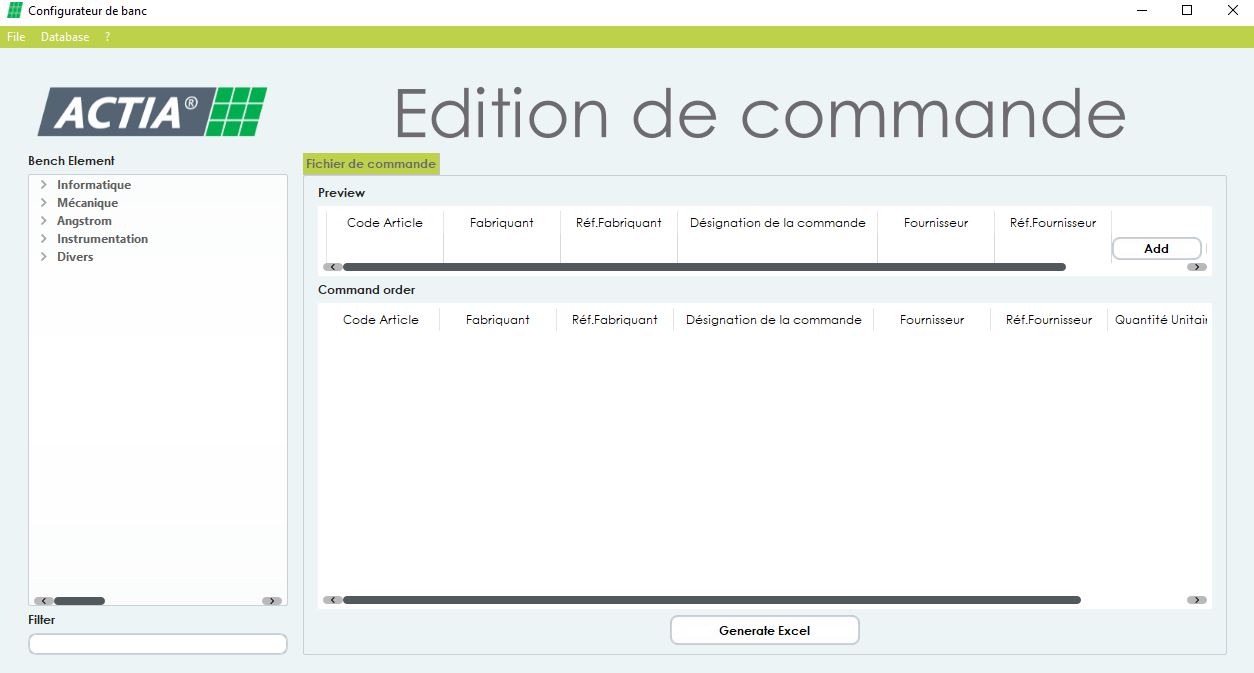 Configurateur de banc
File Database ?
ACTIA®
Edition de commande
Bench Element
Informatique
Mécanique
Angstrom
Instrumentation
Divers
Filter
Fichier de commande
Preview
Code Article Fabriquant Réf.Fabriquant Désignation de la commande Fournisseur Réf.Fournisseur
Add
Command order
Code Article Fabriquant Réf.Fabriquant Désignation de la commande Fournisseur Réf.Fournisseur Quantité Unitair
Generate Excel